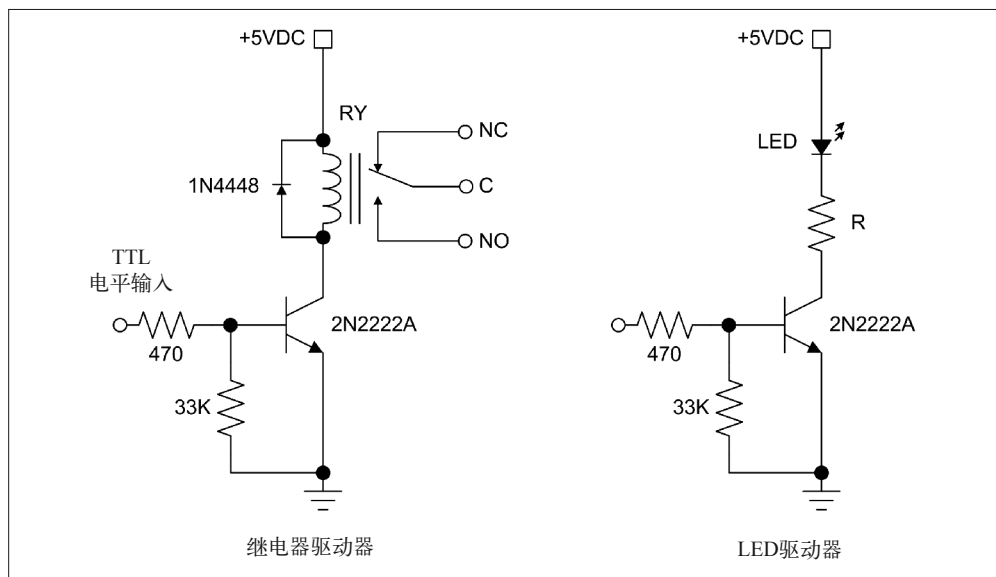 +5VDC
RY
NC
1N4448
C
NO
TTL
电平输入
2N2222A
470
33K
继电器驱动器
+5VDC
LED
R
2N2222A
470
33K
LED驱动器